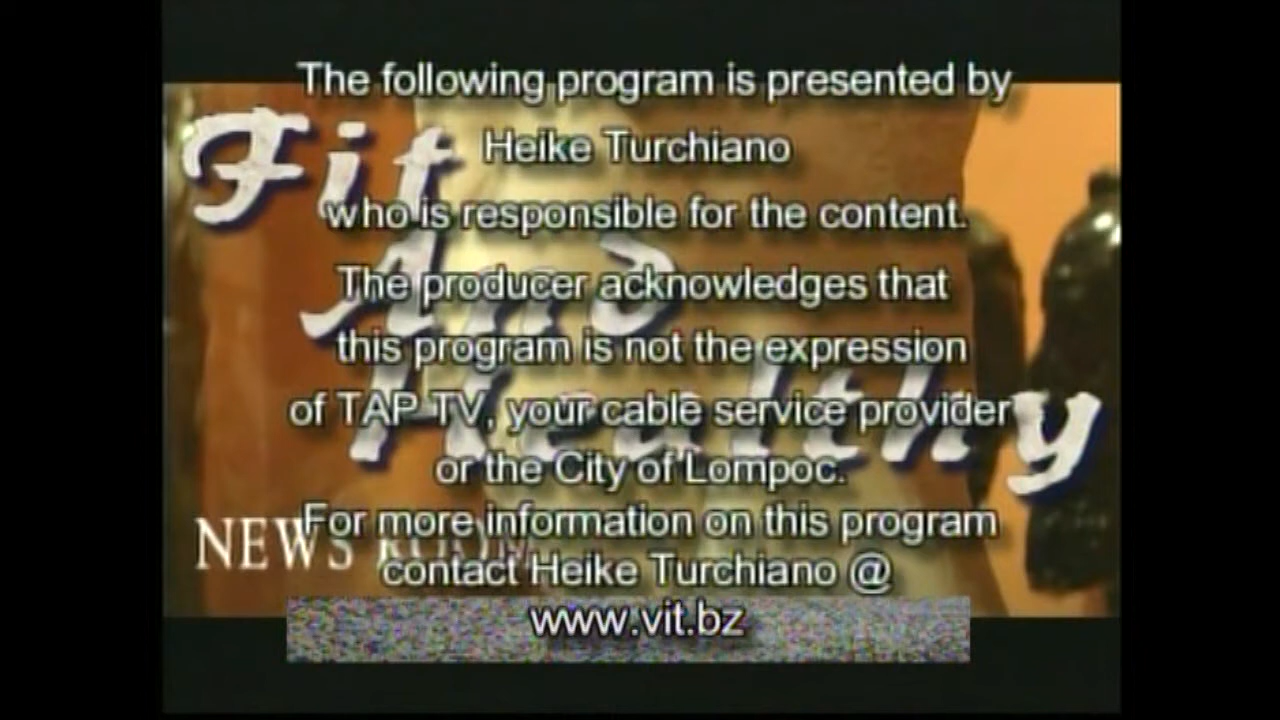 The following program is presented by
Heike Turchiano
who is responsible for the content.
The producer acknowledges that
this program is not the expression
of TAP TV, your cable service provider
or the City of Lompoc.
For more information on this program
contact Heike Turchiano @
www.vit.bz
Fit
And
Healthy
NEWS ROOM